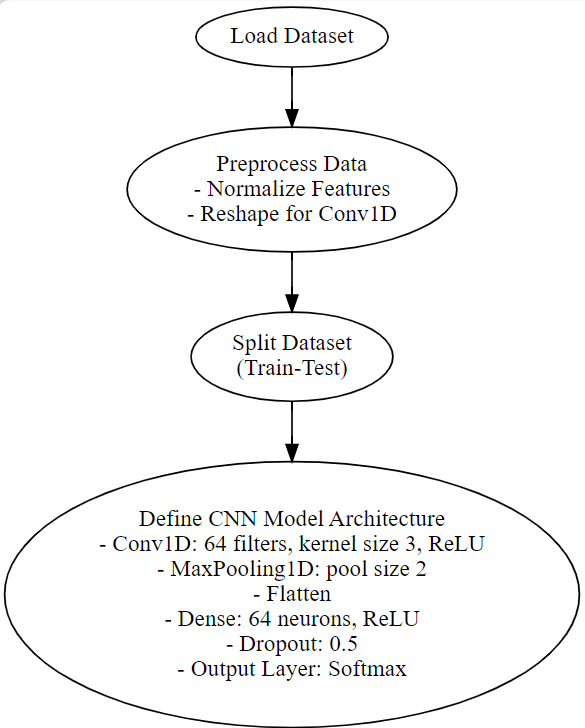 Load Dataset
Preprocess Data
- Normalize Features
- Reshape for Conv1D
Split Dataset
(Train-Test)
Define CNN Model Architecture
- Conv1D: 64 filters, kernel size 3, ReLU
- MaxPooling1D: pool size 2
- Flatten
- Dense: 64 neurons, ReLU
- Dropout: 0.5
- Output Layer: Softmax